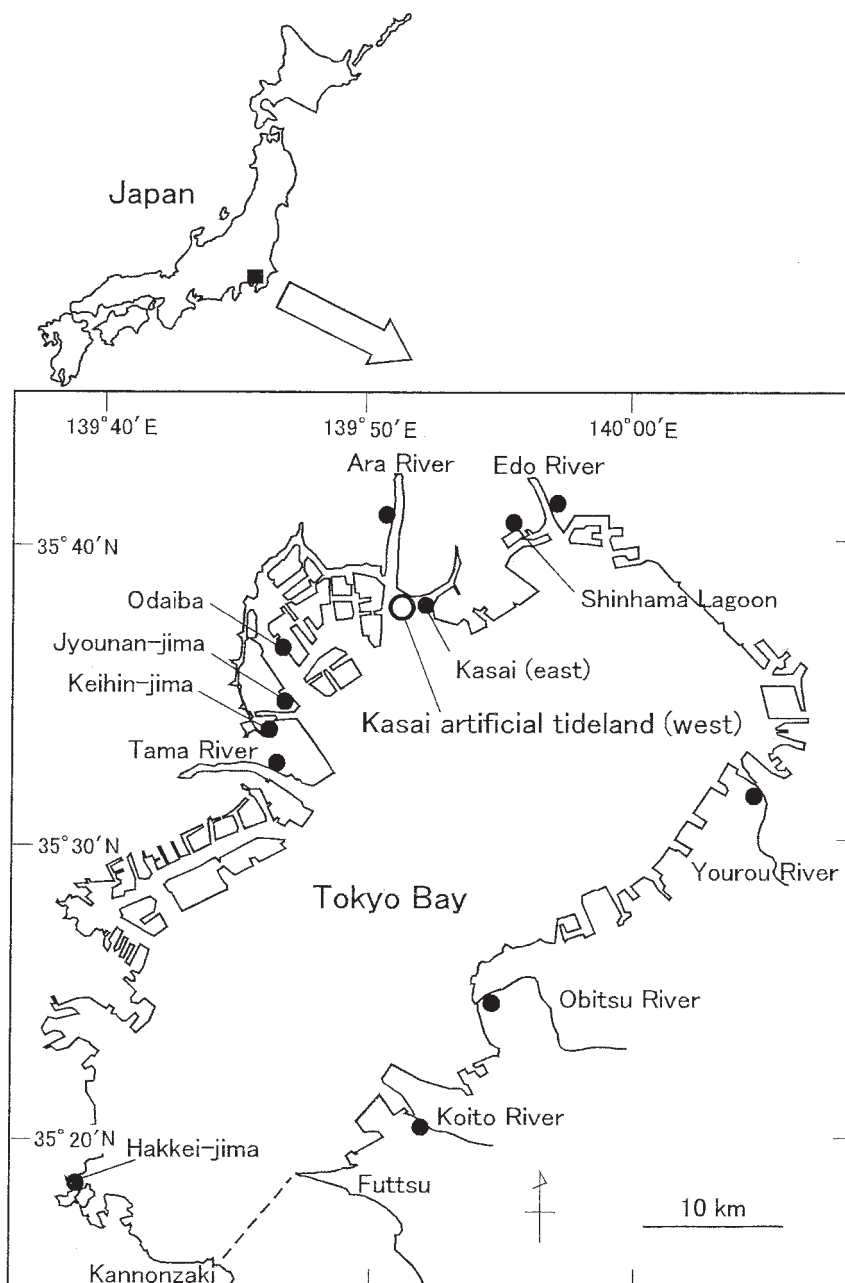 Japan
139°40′E
139°50′E
140°00′E
Ara River
Edo River
35°40′N
Odaiba
Shinhama Lagoon
Jyounan-jima
Kasai (east)
Keihin-jima
Kasai artificial tideland (west)
Tama River
35°30′N
Yourou River
Tokyo Bay
Obitsu River
Koito River
35°20′N
Hakkei-jima
Futtsu
10 km
Kannonzaki